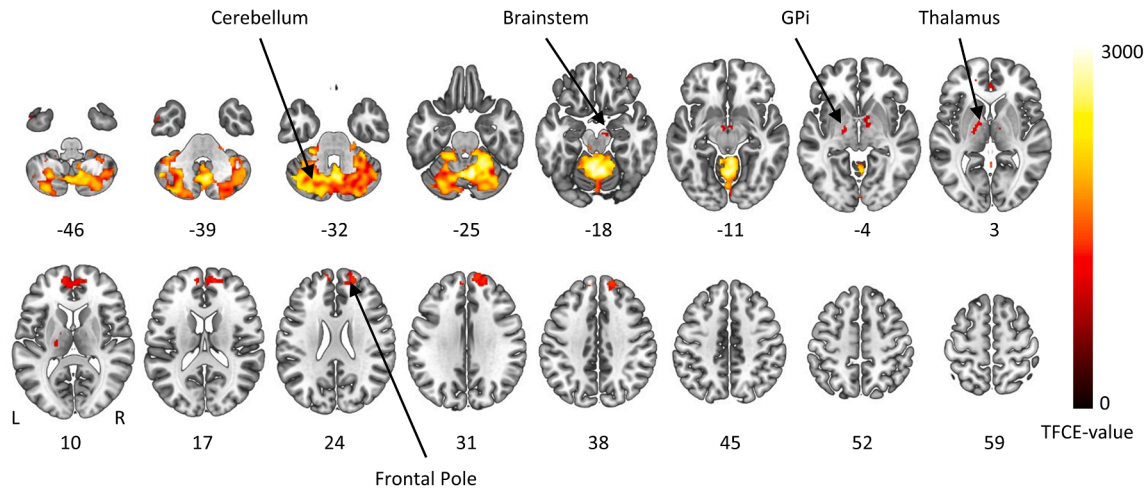 Cerebellum Brainstem GPi Thalamus
3000
-46 -39 -32 -25 -18 -11 -4 3
0
L R TFCE-value
10 17 24 31 38 45 52 59
Frontal Pole